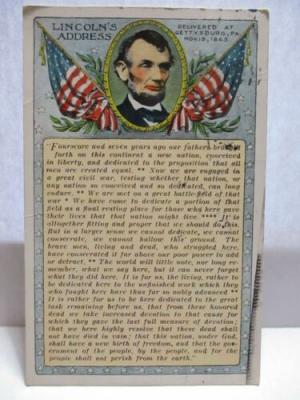 LINCOLN'S
ADDRESS
DELIVERED AT
GETTYSBURG, PA.
NOV. 19, 1863.
"Fourscore and seven years ago our fathers brought
forth on this continent a new nation, conceived
in liberty, and dedicated to the proposition that all
men are created equal. ** Now we are engaged in
a great civil war, testing whether that nation, or
any nation so conceived and so dedicated, can long
endure. ** We are met on a great battle-field of that
war * We have come to dedicate a portion of that
field as a final resting place for those who here gave
their lives that that nation might live **** It is
altogether fitting and proper that we should do this.
But in a larger sense we cannot dedicate, we cannot
consecrate, we cannot hallow this ground. The
brave men, living and dead, who struggled here,
have consecrated it far above our poor power to add
or detract. ** The world will little note, nor long re-
member, what we say here, but it can never forget
what they did here. It is for us, the living, rather to
be dedicated here to the unfinished work which they
who fought here have thus far so nobly advanced **
It is rather for us to be here dedicated to the great
task remaining before us, that from these honored
dead we take increased devotion to that cause for
which they gave the last full measure of devotion;
that we here highly resolve that these dead shall
not have died in vain; that this nation, under God,
shall have a new birth of freedom, and that the gov-
ernment of the people, by the people, and for the
people shall not perish from the earth."